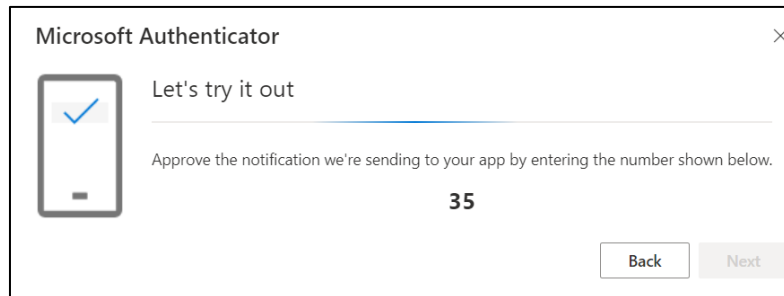 Microsoft Authenticator
Let's try it out
Approve the notification we're sending to your app by entering the number shown below.
35
Back Next